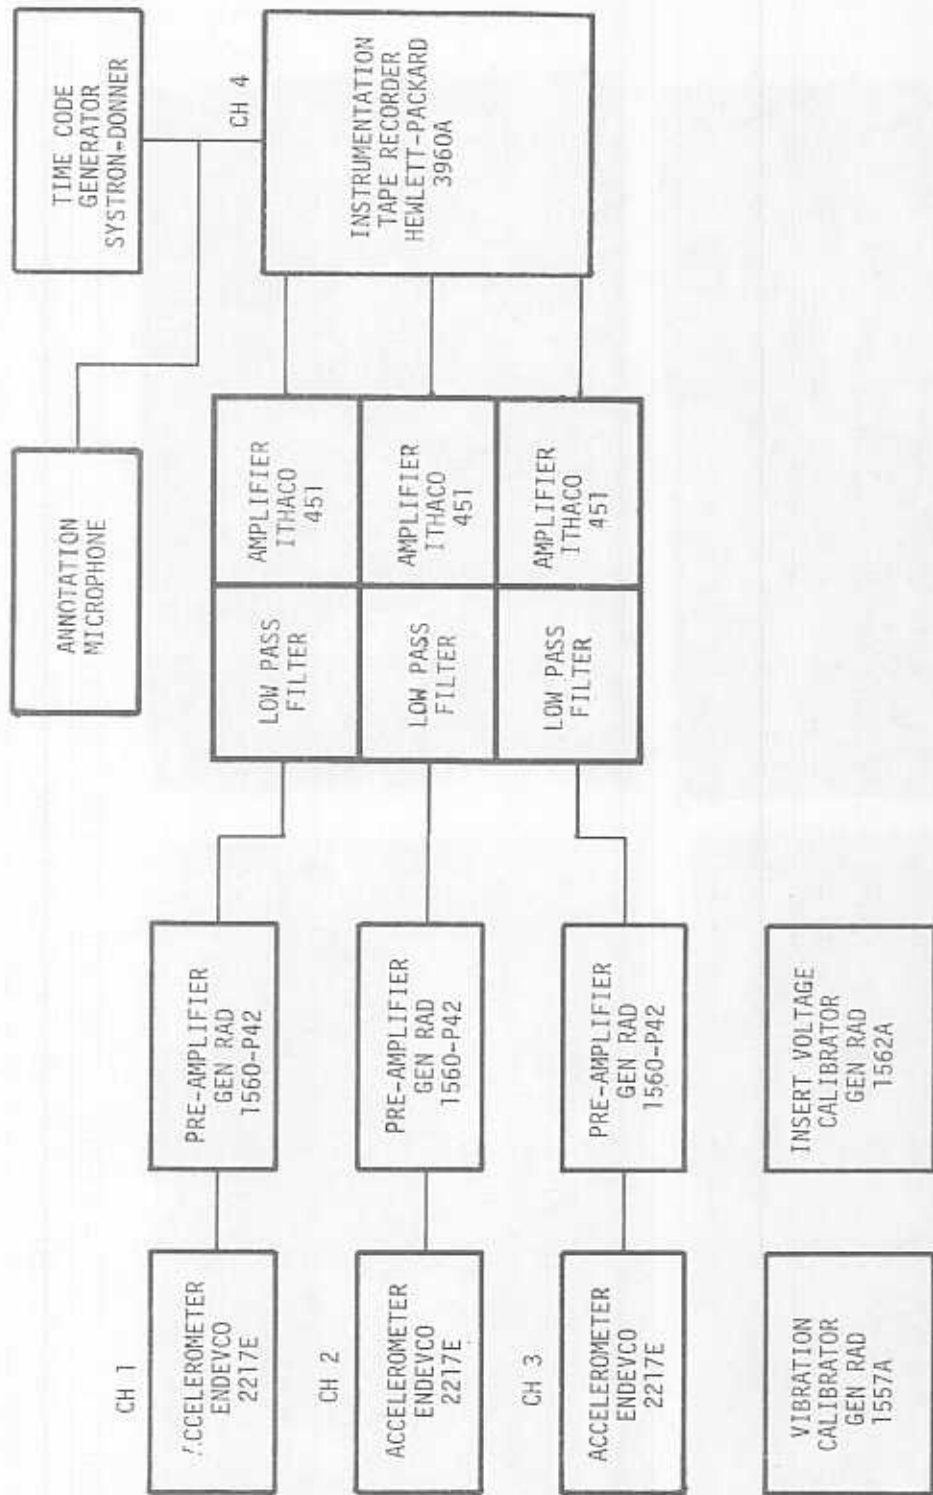 ANNOTATION
MICROPHONE
TIME CODE
GENERATOR
SYSTRON-DONNER
CH 4
CH 1
ACCELEROMETER
ENDEVCO
2217E
PRE-AMPLIFIER
GEN RAD
1560-P42
LOW PASS
FILTER
AMPLIFIER
ITHACO
451
INSTRUMENTATION
TAPE RECORDER
HEWLETT-PACKARD
3960A
CH 2
ACCELEROMETER
ENDEVCO
2217E
PRE-AMPLIFIER
GEN RAD
1560-P42
LOW PASS
FILTER
AMPLIFIER
ITHACO
451
CH 3
ACCELEROMETER
ENDEVCO
2217E
PRE-AMPLIFIER
GEN RAD
1560-P42
LOW PASS
FILTER
AMPLIFIER
ITHACO
451
VIBRATION
CALIBRATOR
GEN RAD
1557A
INSERT VOLTAGE
CALIBRATOR
GEN RAD
1562A